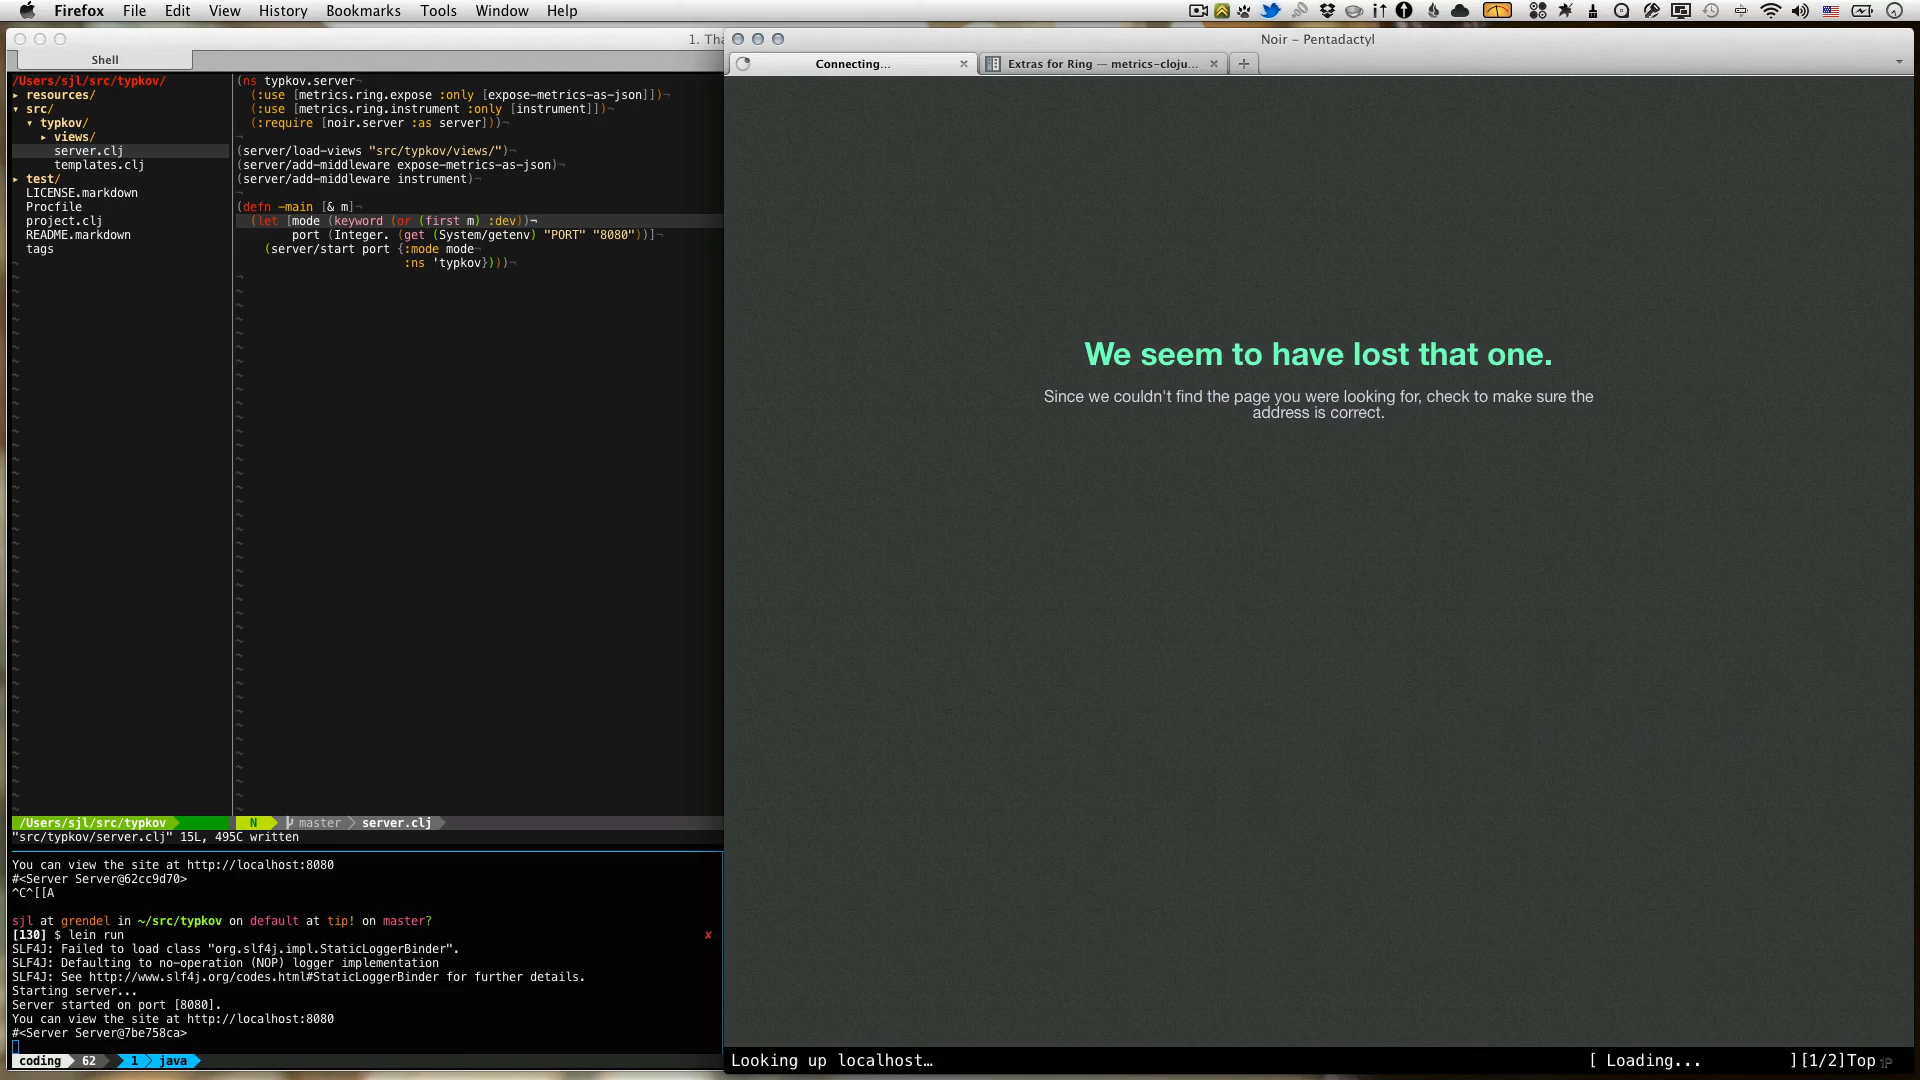 Firefox File Edit View History Bookmarks Tools Window Help
1. Tha
Shell
/Users/sjl/src/typkov/
▸ resources/
▾ src/
▾ typkov/
▸ views/
server.clj
templates.clj
▸ test/
LICENSE.markdown
Procfile
project.clj
README.markdown
tags
(ns typkov.server¬
(:use [metrics.ring.expose :only [expose-metrics-as-json]])¬
(:use [metrics.ring.instrument :only [instrument]])¬
(:require [noir.server :as server]))¬
¬
(server/load-views "src/typkov/views/")¬
(server/add-middleware expose-metrics-as-json)¬
(server/add-middleware instrument)¬
¬
(defn -main [& m]¬
(let [mode (keyword (or (first m) :dev))¬
port (Integer. (get (System/getenv) "PORT" "8080"))]¬
(server/start port {:mode mode¬
:ns 'typkov})))¬
¬
/Users/sjl/src/typkov N master server.clj
"src/typkov/server.clj" 15L, 495C written
You can view the site at http://localhost:8080
#<Server Server@62cc9d70>
^C^[[A
sjl at grendel in ~/src/typkov on default at tip! on master?
[130] $ lein run ✘
SLF4J: Failed to load class "org.slf4j.impl.StaticLoggerBinder".
SLF4J: Defaulting to no-operation (NOP) logger implementation
SLF4J: See http://www.slf4j.org/codes.html#StaticLoggerBinder for further details.
Starting server...
Server started on port [8080].
You can view the site at http://localhost:8080
#<Server Server@7be758ca>
coding 62 1 java
Noir - Pentadactyl
Connecting... Extras for Ring — metrics-cloju...
We seem to have lost that one.
Since we couldn't find the page you were looking for, check to make sure the
address is correct.
Looking up localhost… [ Loading... ][1/2]Top